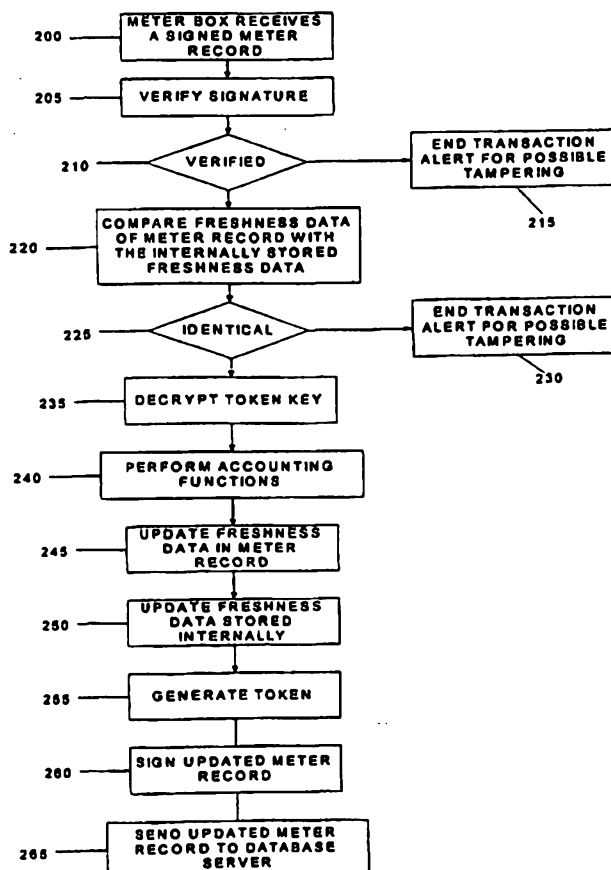 200
METER BOX RECEIVES
A SIGNED METER
RECORD
205
VERIFY SIGNATURE
210
VERIFIED
END TRANSACTION
ALERT FOR POSSIBLE
TAMPERING
215
220
COMPARE FRESHNESS DATA
OF METER RECORD WITH
THE INTERNALLY STORED
FRESHNESS DATA
225
IDENTICAL
END TRANSACTION
ALERT POR POSSIBLE
TAMPERING
230
235
DECRYPT TOKEN KEY
240
PERFORM ACCOUNTING
FUNCTIONS
245
UPDATE FRESHNESS
DATA IN METER
RECORD
250
UPDATE FRESHNESS
DATA STORED
INTERNALLY
255
GENERATE TOKEN
260
SIGN UPDATED METER
RECORD
265
SEND UPDATED METER
RECORD TO DATABASE
SERVER